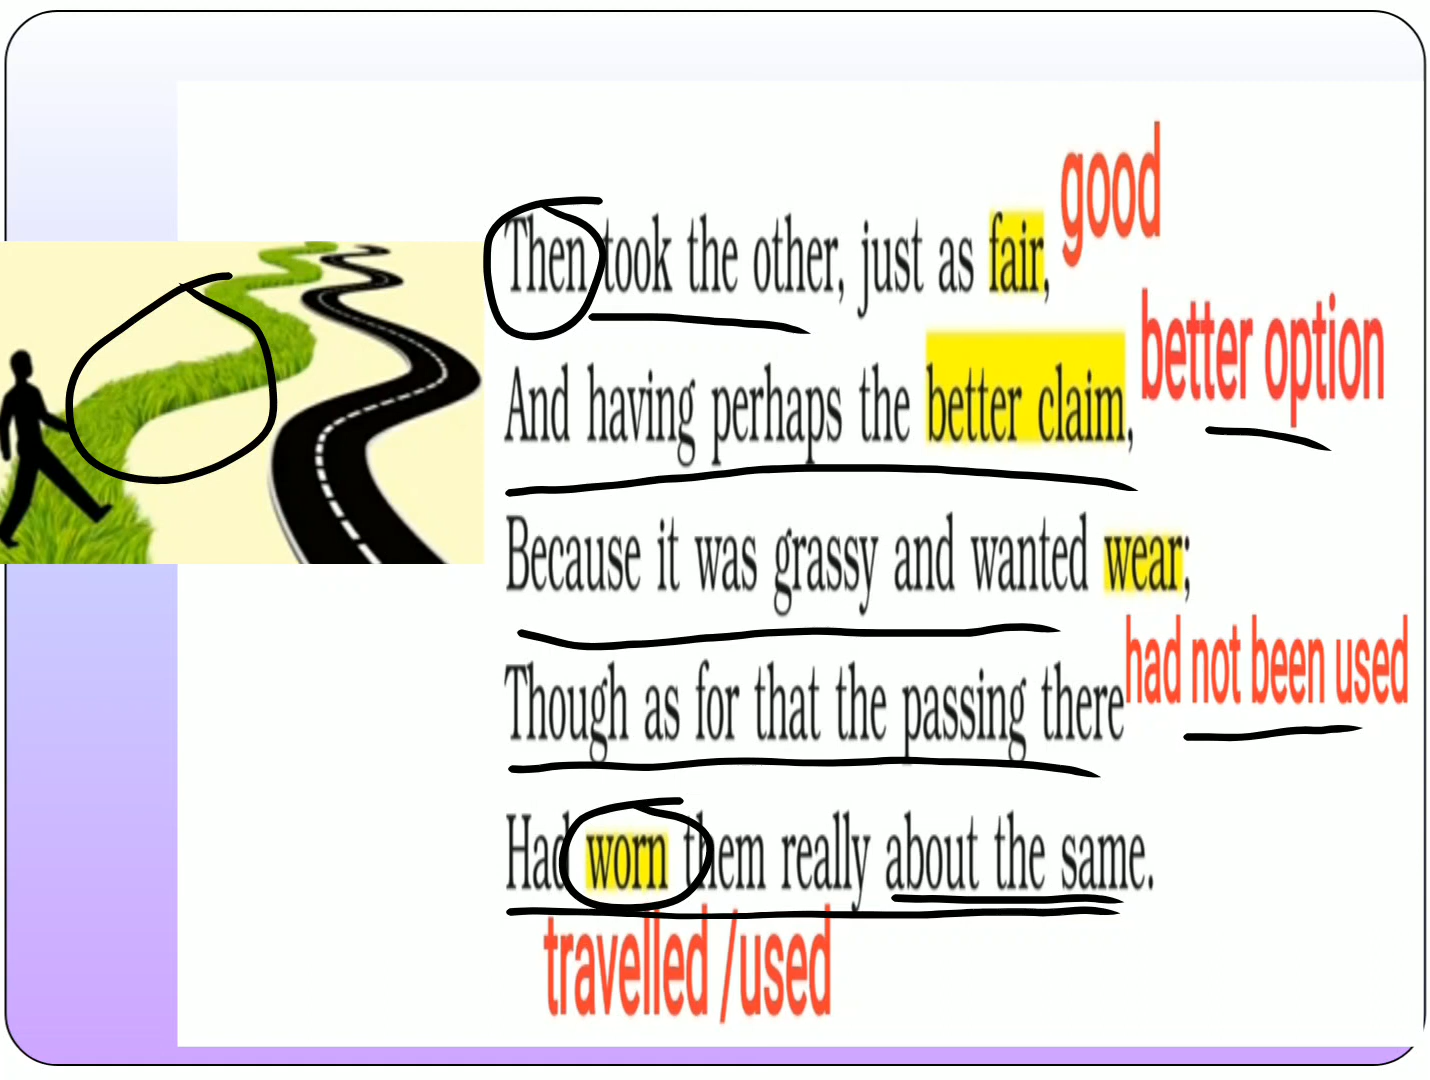 good
Then took the other, just as fair,
better option
And having perhaps the better claim,
Because it was grassy and wanted wear;
had not been used
Though as for that the passing there
Had worn them really about the same.
travelled /used